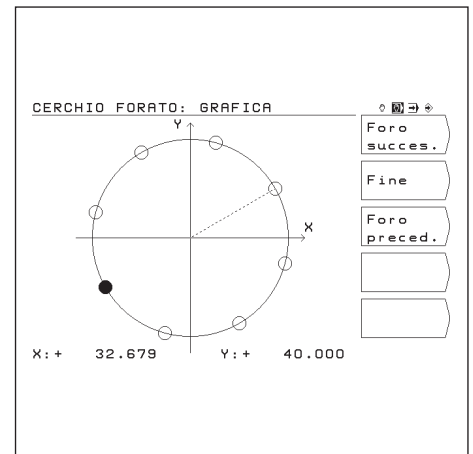 CERCHIO FORATO: GRAFICA
Y
X
Foro
succes.
Fine
Foro
preced.
X:+ 32.679 Y:+ 40.000